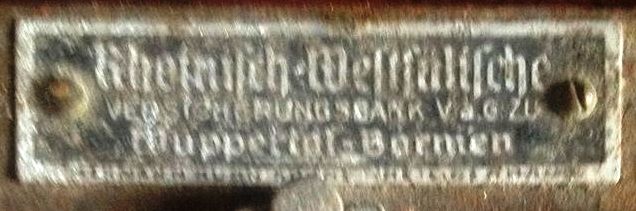 Rheinisch-Westfälische
VERSICHERUNGSBANK V.a.G. ZU
Wuppertal-Barmen